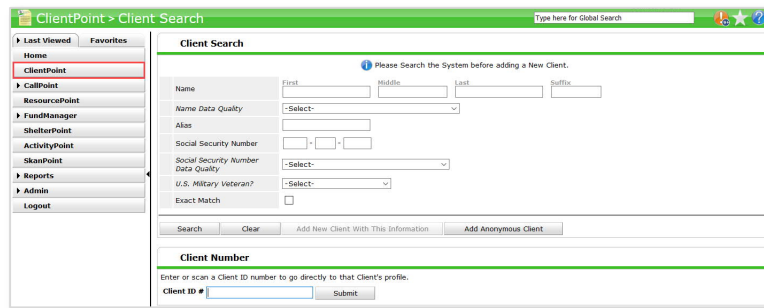 ClientPoint > Client Search
Type here for Global Search
Last Viewed Favorites
Home
ClientPoint
CallPoint
ResourcePoint
FundManager
ShelterPoint
ActivityPoint
SkanPoint
Reports
Admin
Logout
Client Search
Please Search the System before adding a New Client.
First Middle Last Suffix
Name
Name Data Quality -Select-
Alias
Social Security Number - -
Social Security Number
Data Quality -Select-
U.S. Military Veteran? -Select-
Exact Match
Search Clear Add New Client With This Information Add Anonymous Client
Client Number
Enter or scan a Client ID number to go directly to that Client's profile.
Client ID # Submit